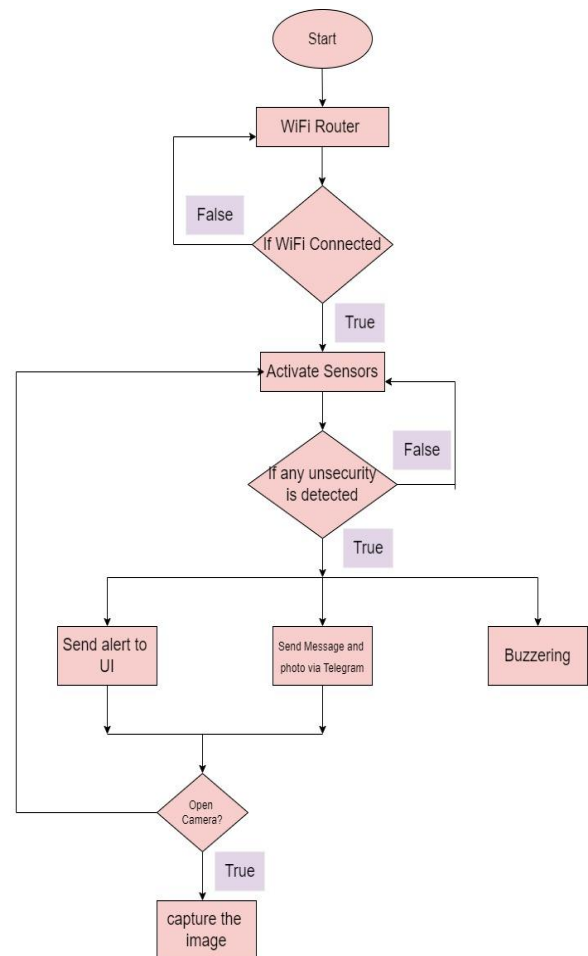 Start
WiFi Router
False
If WiFi Connected
True
Activate Sensors
False
If any unsecurity
is detected
True
Send alert to
UI
Send Message and
photo via Telegram
Buzzering
Open
Camera?
True
capture the
image